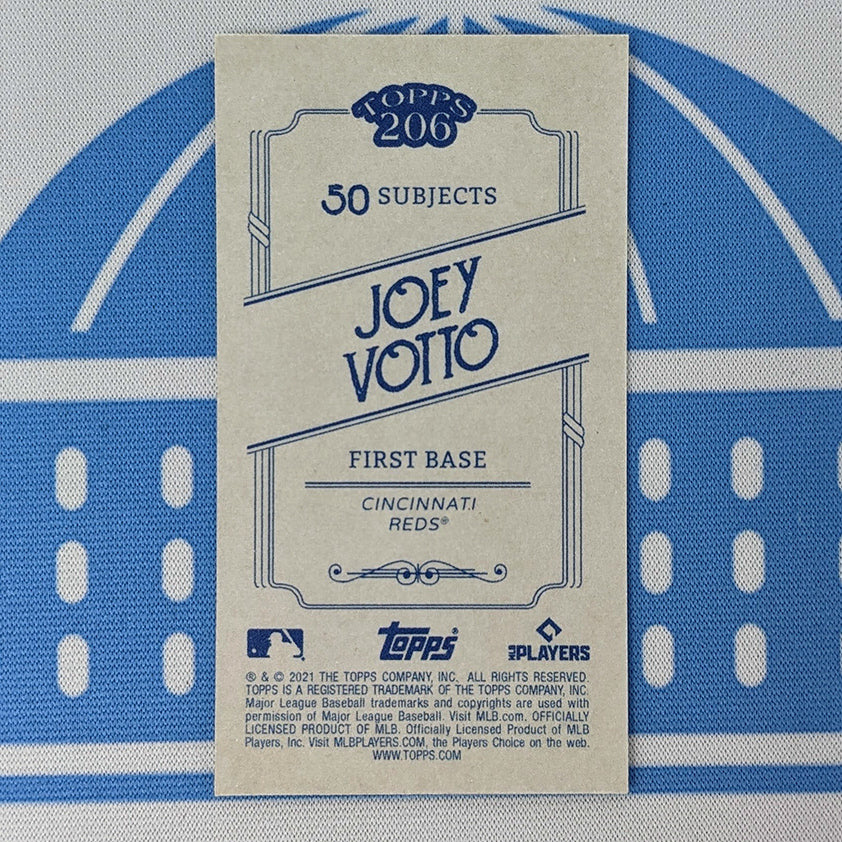 TOPPS
206
50 SUBJECTS
JOEY
VOTTO
FIRST BASE
CINCINNATI
REDS®
topps®
MLB PLAYERS
® & © 2021 THE TOPPS COMPANY, INC. ALL RIGHTS RESERVED.
TOPPS IS A REGISTERED TRADEMARK OF THE TOPPS COMPANY, INC.
Major League Baseball trademarks and copyrights are used with
permission of Major League Baseball. Visit MLB.com. OFFICIALLY
LICENSED PRODUCT OF MLB. Officially Licensed Product of MLB
Players, Inc. Visit MLBPLAYERS.COM, the Players Choice on the web.
WWW.TOPPS.COM